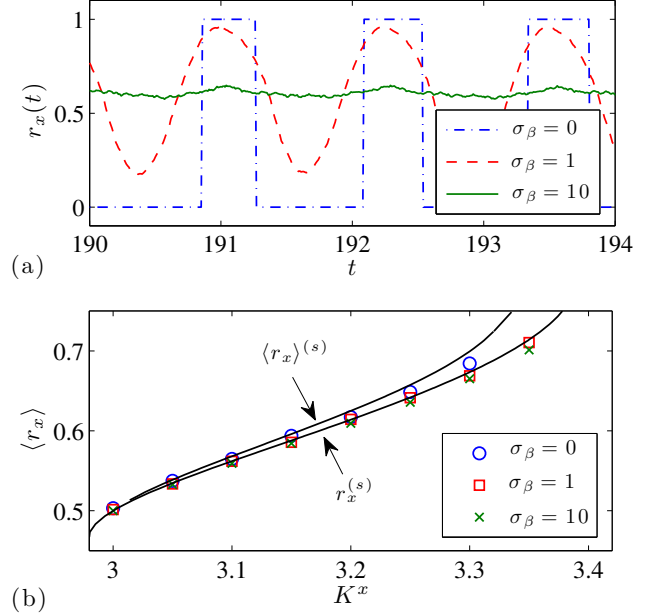 1
0.5
0
r_x(t)
σ_β = 0
σ_β = 1
σ_β = 10
190 191 192 193 194
t
(a)
0.7
0.6
0.5
⟨r_x⟩
⟨r_x⟩^(s)
r_x^(s)
σ_β = 0
σ_β = 1
σ_β = 10
3 3.1 3.2 3.3 3.4
K^x
(b)